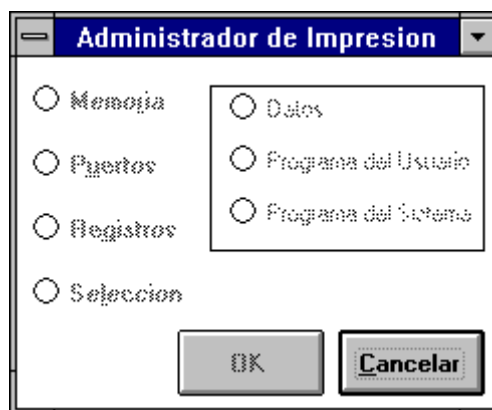 Administrador de Impresion
Memoria
Puertos
Registros
Seleccion
Datos
Programa del Usuario
Programa del Sistema
OK
Cancelar